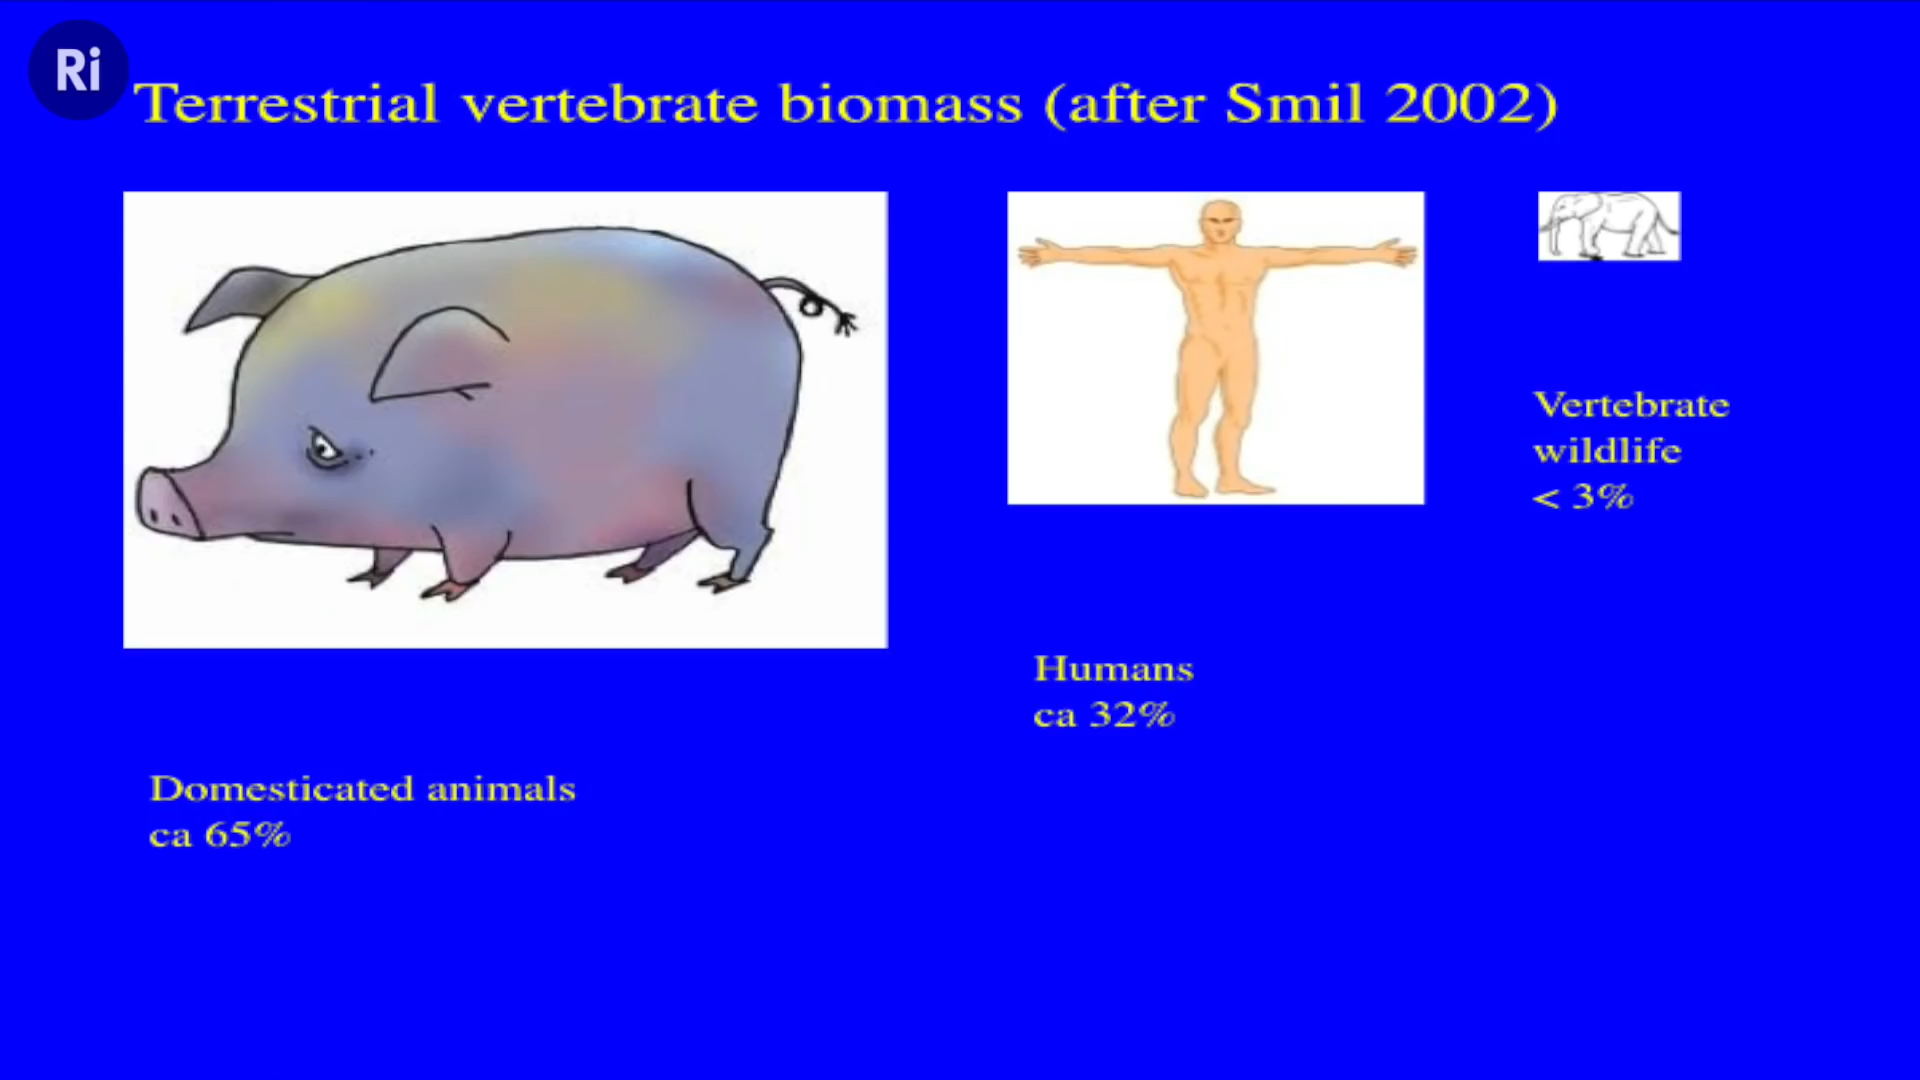 Ri
Terrestrial vertebrate biomass (after Smil 2002)
Vertebrate
wildlife
< 3%
Humans
ca 32%
Domesticated animals
ca 65%